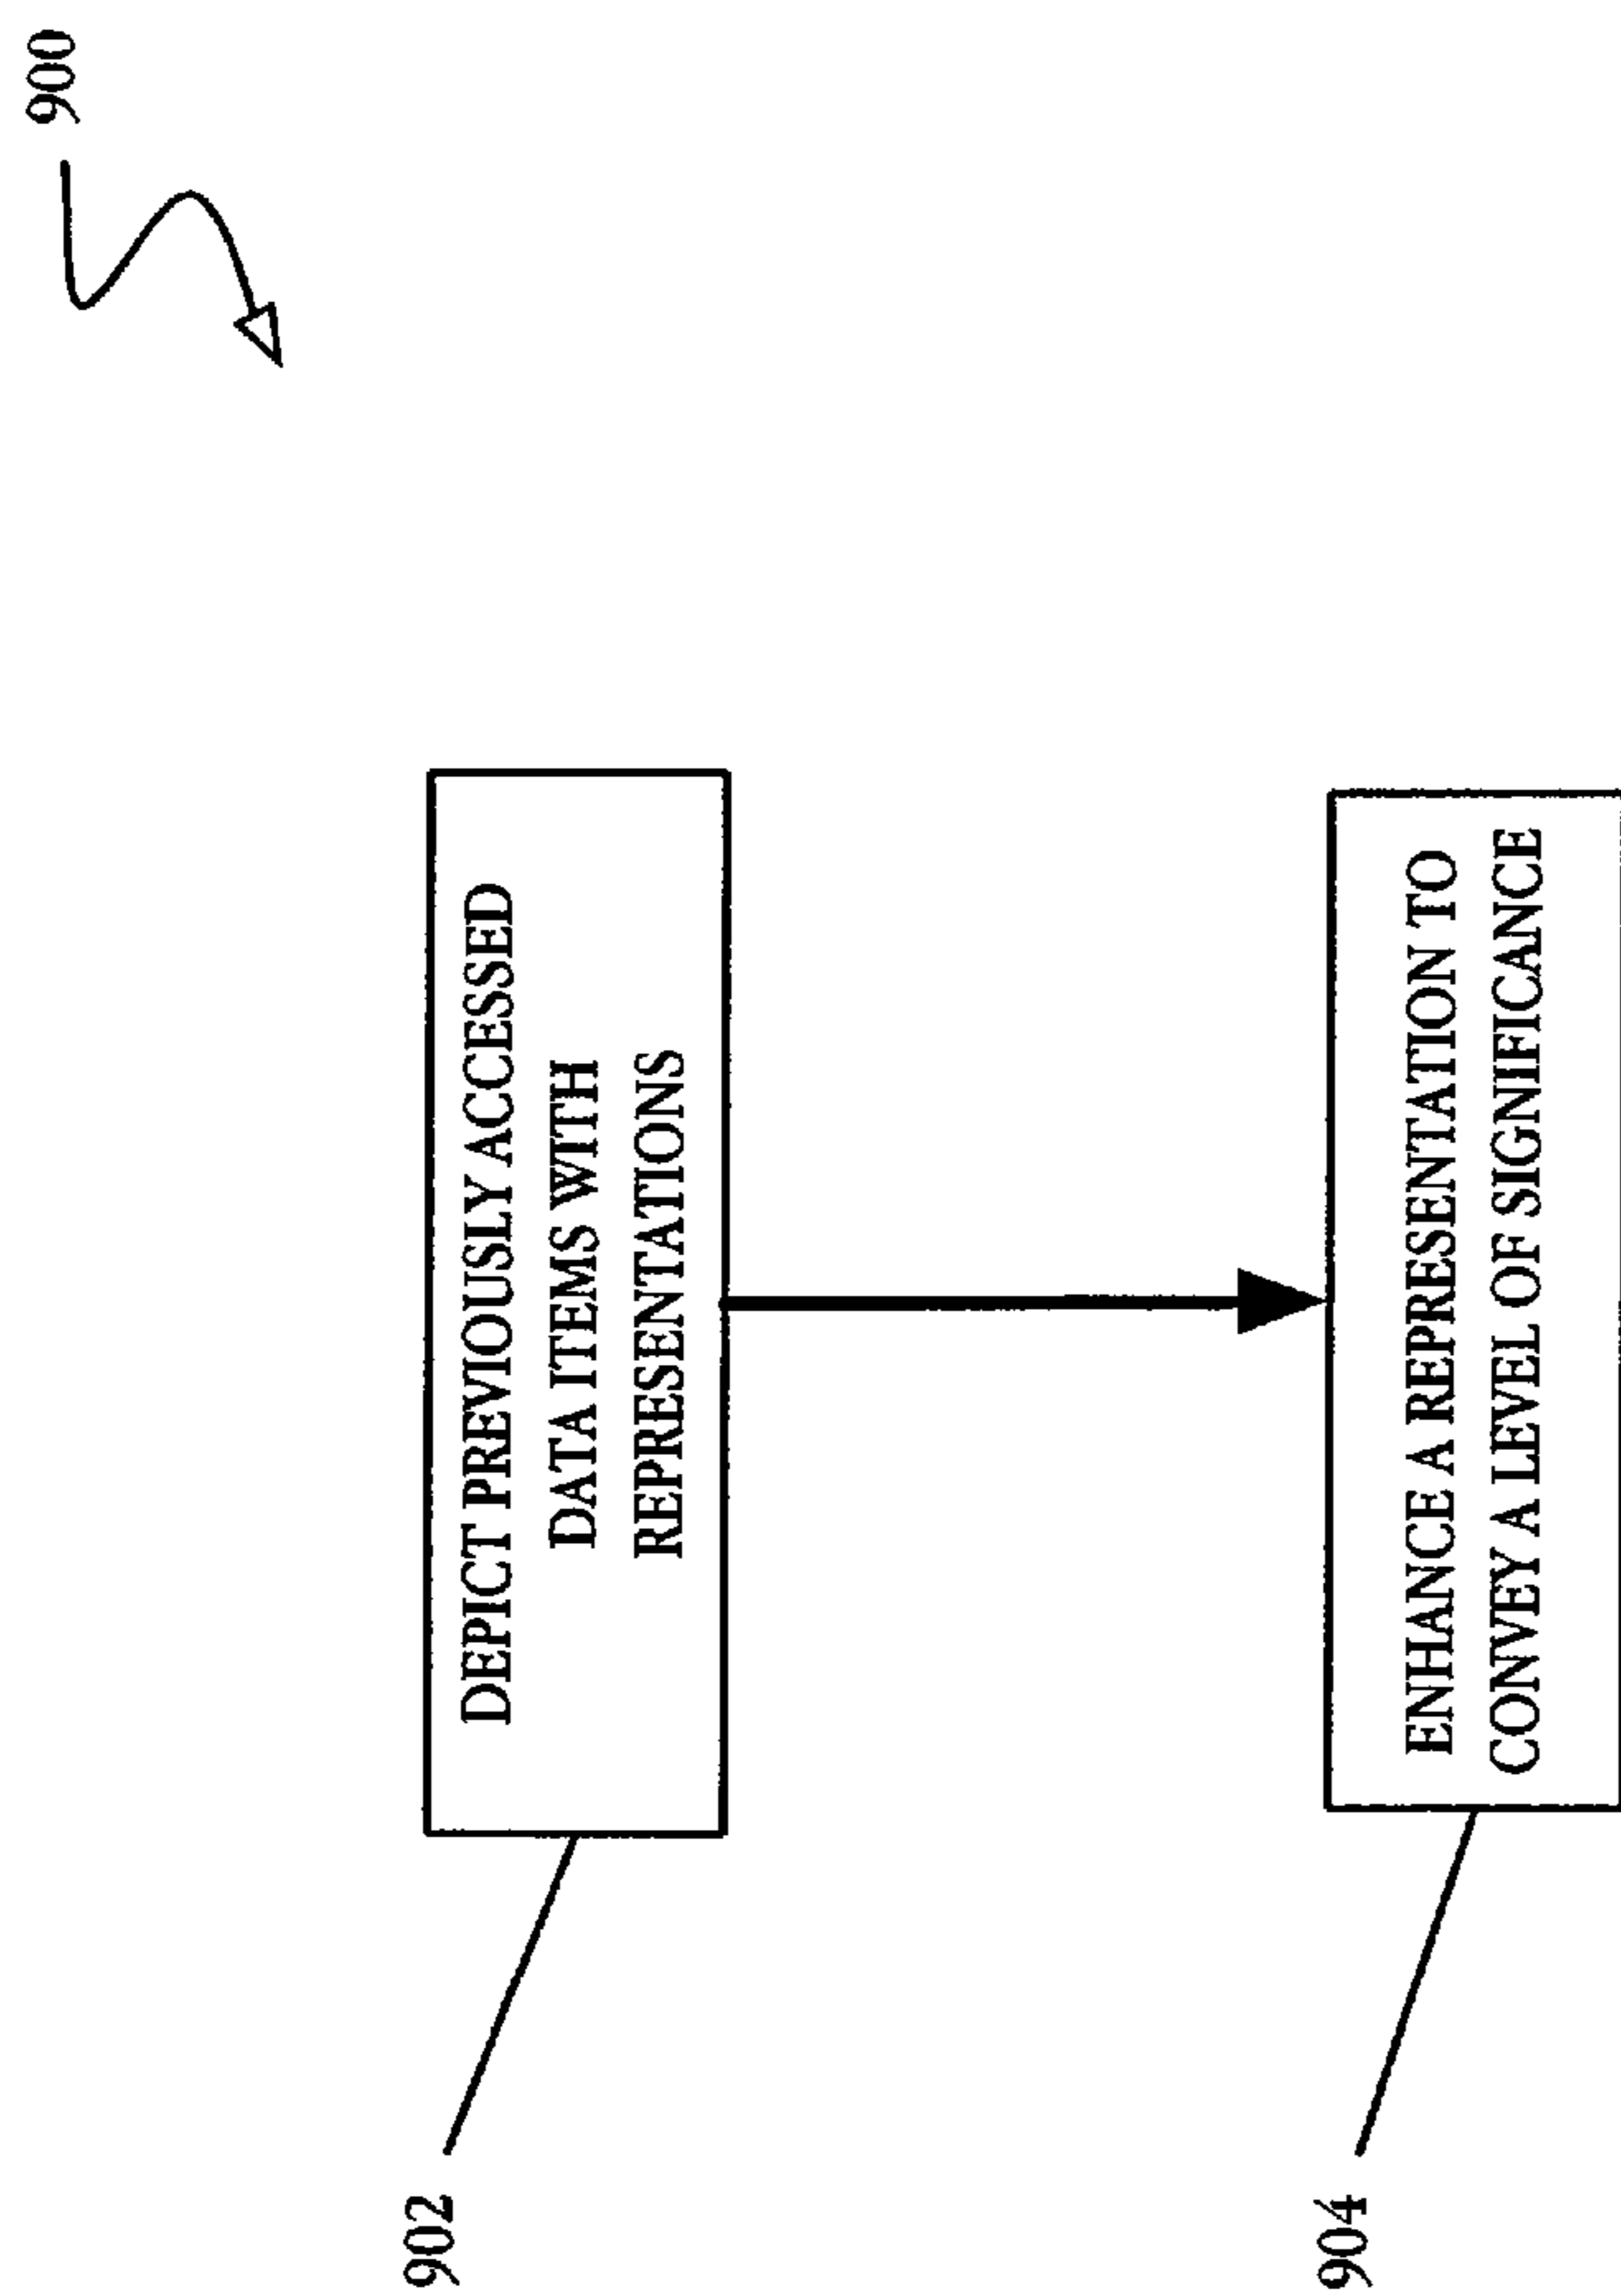 900
902
DEPICT PREVIOUSLY ACCESSED
DATA ITEMS WITH
REPRESENTATIONS
904
ENHANCE A REPRESENTATION TO
CONVEY A LEVEL OF SIGNIFICANCE